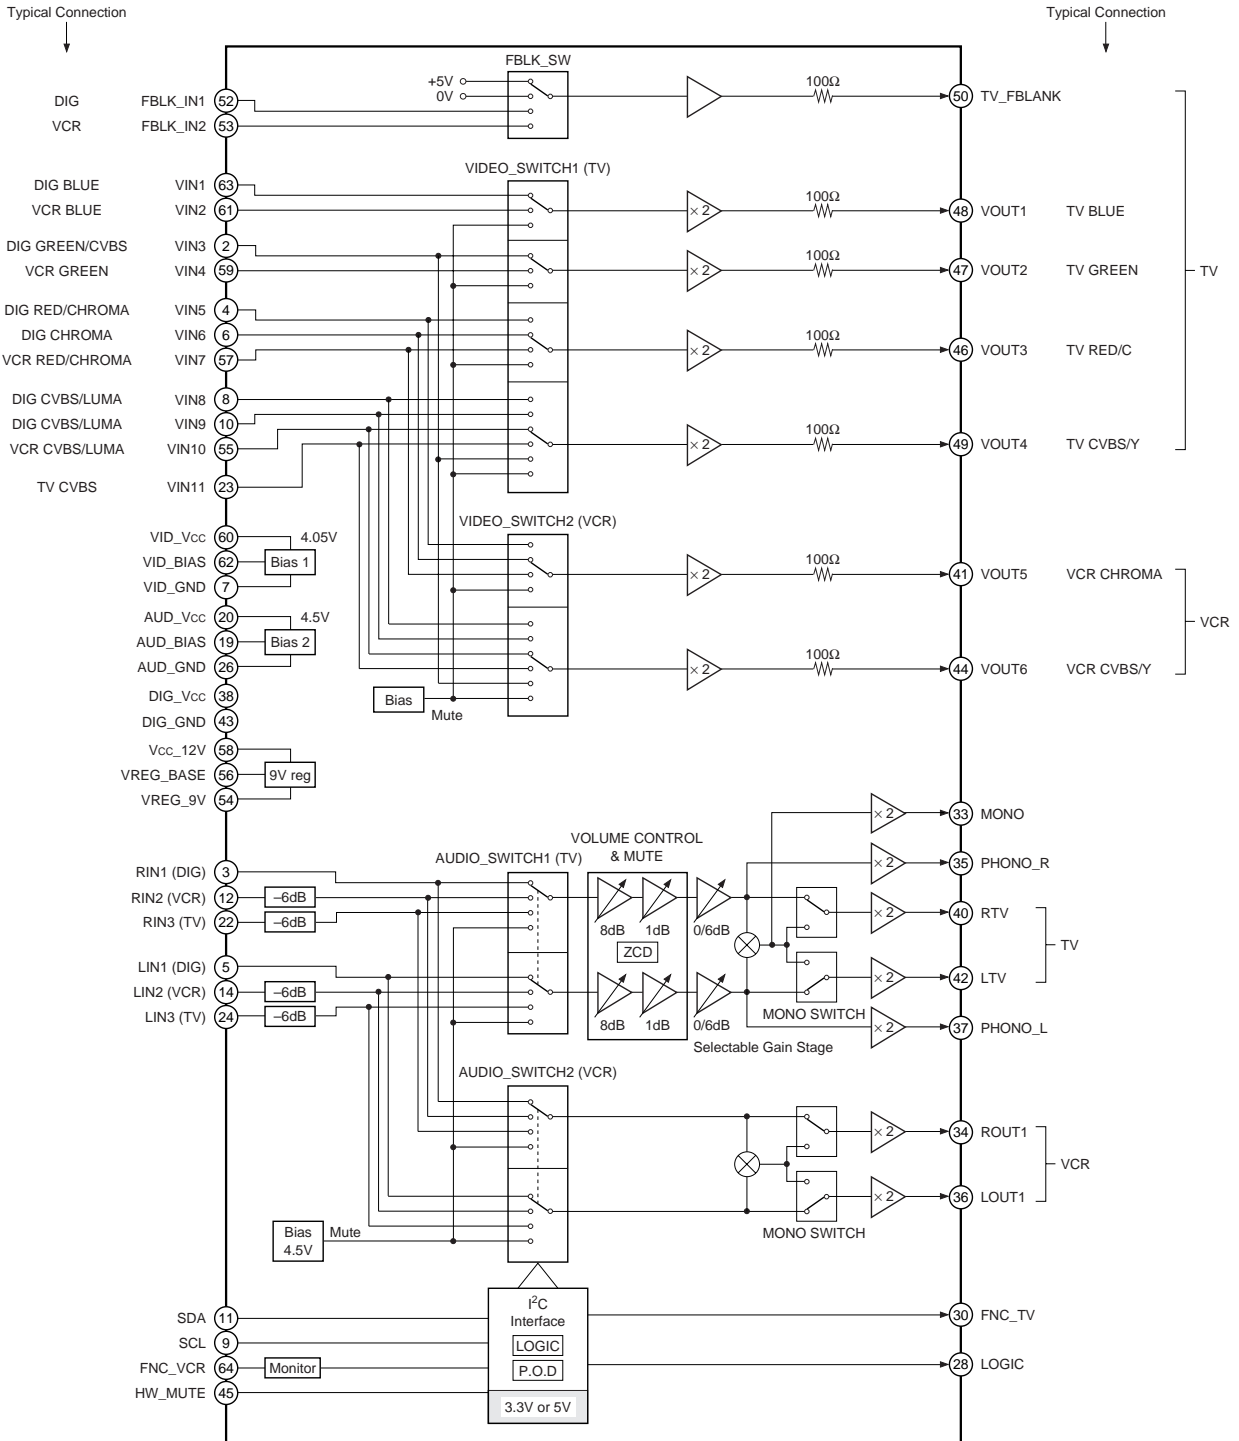 Typical Connection
Typical Connection
FBLK_SW
+5V
0V
DIG FBLK_IN1 52
VCR FBLK_IN2 53
100Ω
50 TV_FBLANK
VIDEO_SWITCH1 (TV)
DIG BLUE VIN1 63
VCR BLUE VIN2 61
× 2 100Ω 48 VOUT1 TV BLUE
DIG GREEN/CVBS VIN3 2
VCR GREEN VIN4 59
× 2 100Ω 47 VOUT2 TV GREEN
TV
DIG RED/CHROMA VIN5 4
DIG CHROMA VIN6 6
VCR RED/CHROMA VIN7 57
× 2 100Ω 46 VOUT3 TV RED/C
DIG CVBS/LUMA VIN8 8
DIG CVBS/LUMA VIN9 10
VCR CVBS/LUMA VIN10 55
× 2 100Ω 49 VOUT4 TV CVBS/Y
TV CVBS VIN11 23
VIDEO_SWITCH2 (VCR)
VID_Vcc 60 4.05V
VID_BIAS 62 Bias 1
VID_GND 7
× 2 100Ω 41 VOUT5 VCR CHROMA
AUD_Vcc 20 4.5V
AUD_BIAS 19 Bias 2
AUD_GND 26
VCR
× 2 100Ω 44 VOUT6 VCR CVBS/Y
DIG_Vcc 38
DIG_GND 43
Bias
Mute
Vcc_12V 58
VREG_BASE 56 9V reg
VREG_9V 54
× 2 33 MONO
VOLUME CONTROL
& MUTE
AUDIO_SWITCH1 (TV)
× 2 35 PHONO_R
RIN1 (DIG) 3
RIN2 (VCR) 12 –6dB
RIN3 (TV) 22 –6dB
8dB 1dB 0/6dB
× 2 40 RTV
ZCD
TV
LIN1 (DIG) 5
LIN2 (VCR) 14 –6dB
LIN3 (TV) 24 –6dB
8dB 1dB 0/6dB
× 2 42 LTV
MONO SWITCH
× 2 37 PHONO_L
Selectable Gain Stage
AUDIO_SWITCH2 (VCR)
× 2 34 ROUT1
VCR
× 2 36 LOUT1
MONO SWITCH
Bias
4.5V
Mute
I2C
Interface
LOGIC
P.O.D
3.3V or 5V
SDA 11
SCL 9
FNC_VCR 64 Monitor
HW_MUTE 45
30 FNC_TV
28 LOGIC